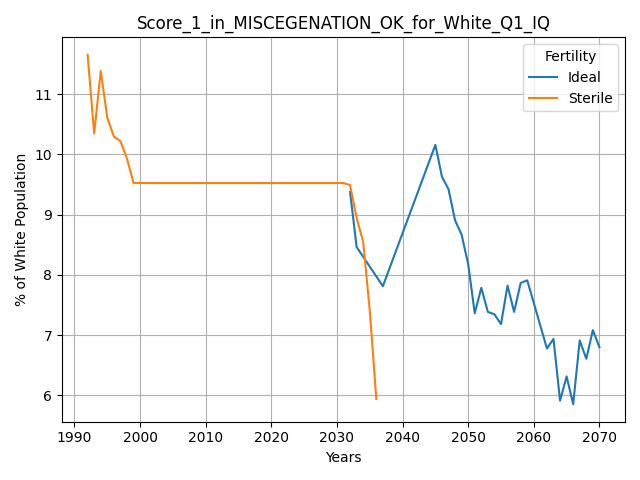 Score_1_in_MISCEGENATION_OK_for_White_Q1_IQ
Fertility
Ideal
Sterile
% of White Population
11
10
9
8
7
6
1990 2000 2010 2020 2030 2040 2050 2060 2070
Years